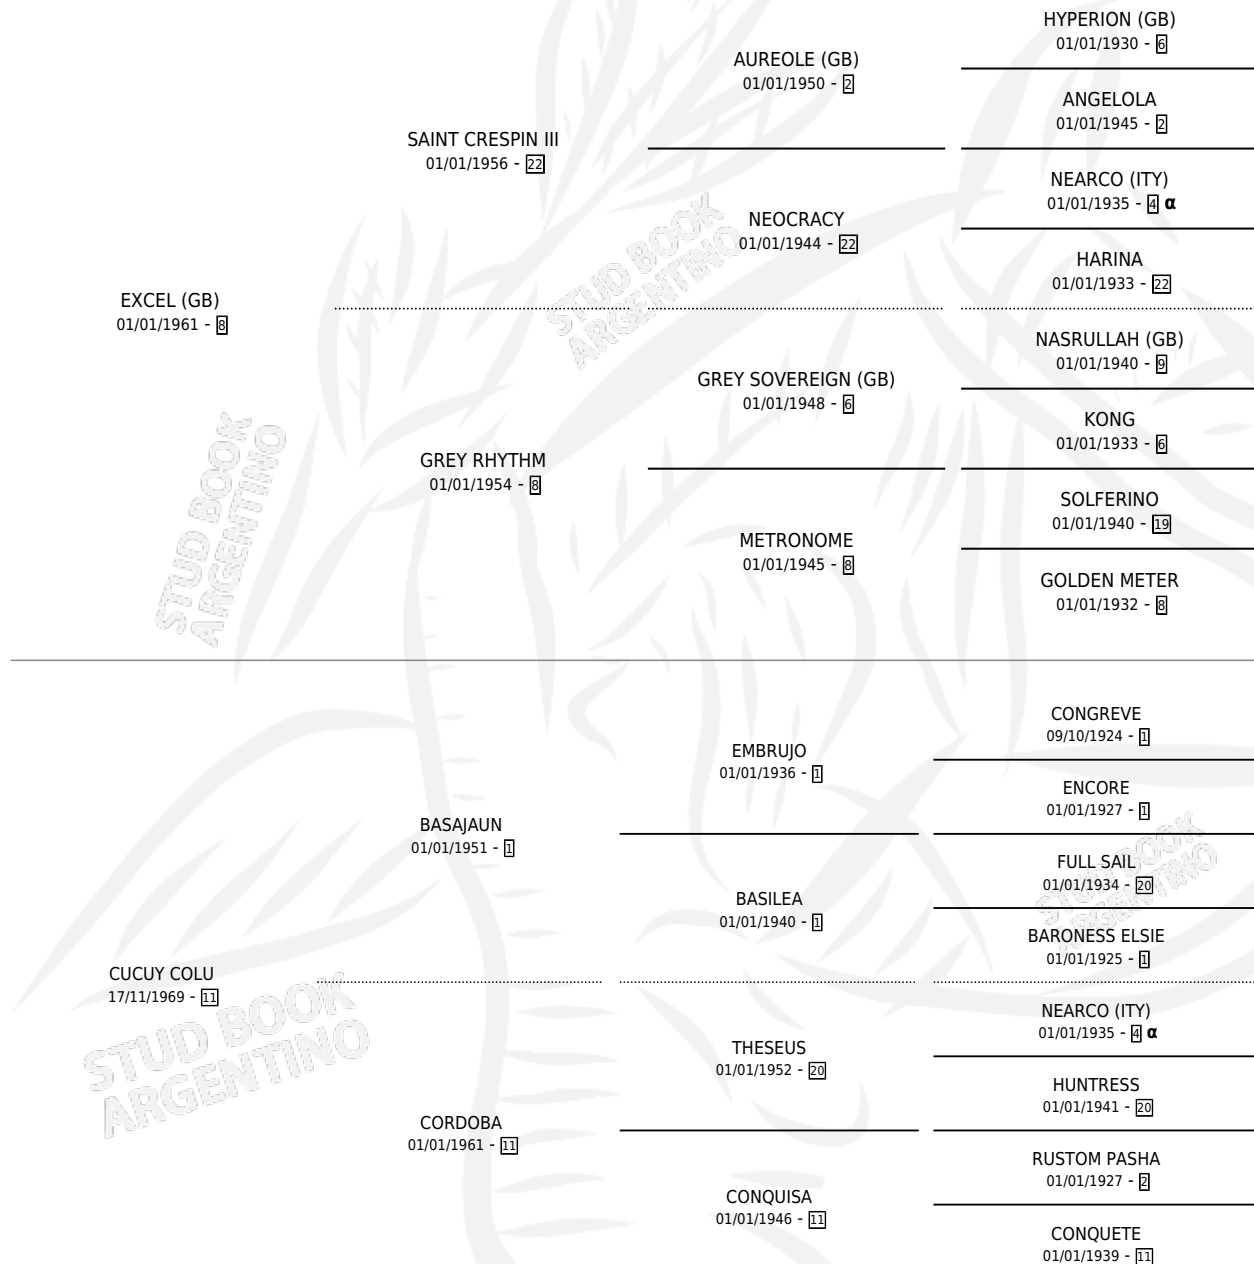 HYPERION (GB)
01/01/1930 - 6
AUREOLE (GB)
01/01/1950 - 2
ANGELOLA
01/01/1945 - 2
SAINT CRESPIN III
01/01/1956 - 22
NEARCO (ITY)
01/01/1935 - 4 α
NEOCRACY
01/01/1944 - 22
HARINA
01/01/1933 - 22
EXCEL (GB)
01/01/1961 - 8
NASRULLAH (GB)
01/01/1940 - 9
GREY SOVEREIGN (GB)
01/01/1948 - 6
KONG
01/01/1933 - 6
GREY RHYTHM
01/01/1954 - 8
SOLFERINO
01/01/1940 - 19
METRONOME
01/01/1945 - 8
GOLDEN METER
01/01/1932 - 8
STUD BOOK
ARGENTINO
STUD BOOK
ARGENTINO
CONGREVE
09/10/1924 - 1
EMBRUJO
01/01/1936 - 1
ENCORE
01/01/1927 - 1
BASAJAUN
01/01/1951 - 1
FULL SAIL
01/01/1934 - 20
BASILEA
01/01/1940 - 1
BARONESS ELSIE
01/01/1925 - 1
CUCUY COLU
17/11/1969 - 11
NEARCO (ITY)
01/01/1935 - 4 α
THESEUS
01/01/1952 - 20
HUNTRESS
01/01/1941 - 20
CORDOBA
01/01/1961 - 11
RUSTOM PASHA
01/01/1927 - 2
CONQUISA
01/01/1946 - 11
CONQUETE
01/01/1939 - 11
STUD BOOK
ARGENTINO
STUD BOOK
ARGENTINO